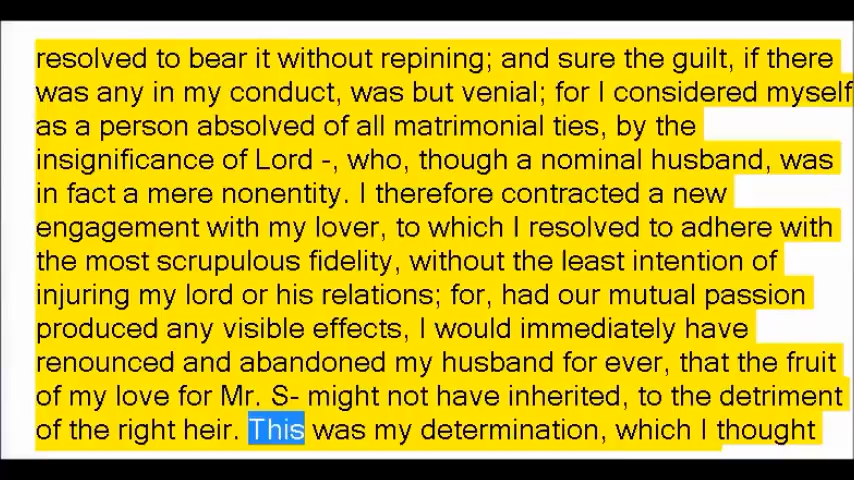 resolved to bear it without repining; and sure the guilt, if there
was any in my conduct, was but venial; for I considered myself
as a person absolved of all matrimonial ties, by the
insignificance of Lord -, who, though a nominal husband, was
in fact a mere nonentity. I therefore contracted a new
engagement with my lover, to which I resolved to adhere with
the most scrupulous fidelity, without the least intention of
injuring my lord or his relations; for, had our mutual passion
produced any visible effects, I would immediately have
renounced and abandoned my husband for ever, that the fruit
of my love for Mr. S- might not have inherited, to the detriment
of the right heir. This was my determination, which I thought